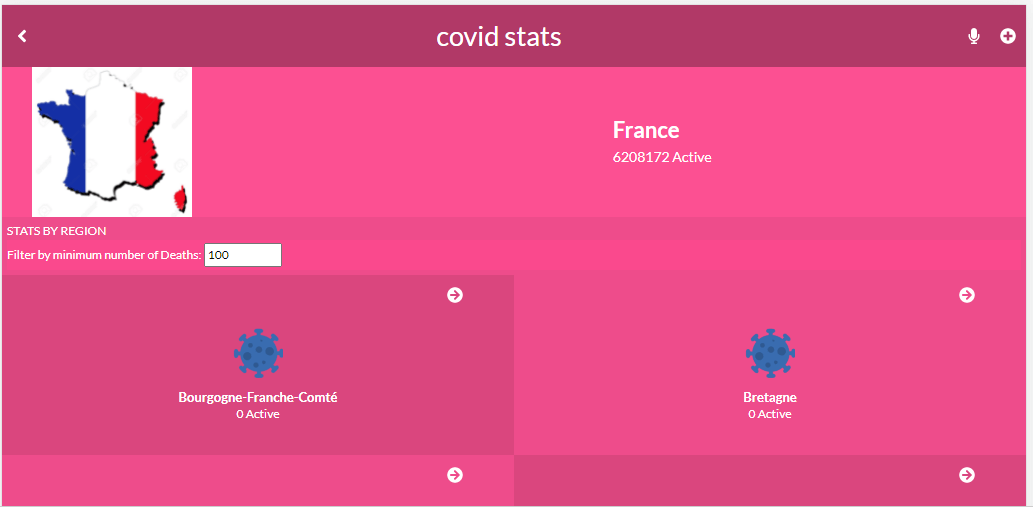 covid stats
France
6208172 Active
STATS BY REGION
Filter by minimum number of Deaths: 100
Bourgogne-Franche-Comté
0 Active
Bretagne
0 Active